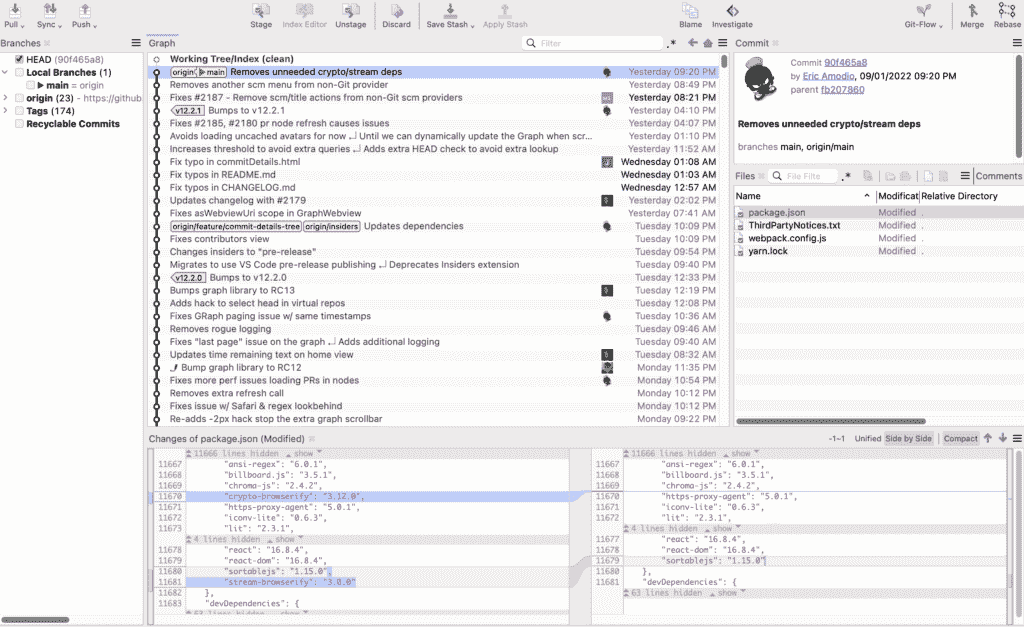 Pull Sync Push Stage Index Editor Unstage Discard Save Stash Apply Stash Blame Investigate Git-Flow Merge Rebase
Branches
HEAD (90f465a8)
Local Branches (1)
main = origin
origin (23) - https://github
Tags (174)
Recyclable Commits
Graph Filter
Working Tree/Index (clean)
origin/ main Removes unneeded crypto/stream deps Yesterday 09:20 PM
Removes another scm menu from non-Git provider Yesterday 08:49 PM
Fixes #2187 - Remove scm/title actions from non-Git scm providers Yesterday 08:21 PM
v12.2.1 Bumps to v12.2.1 Yesterday 04:10 PM
Fixes #2185, #2180 pr node refresh causes issues Yesterday 04:07 PM
Avoids loading uncached avatars for now ↵ Until we can dynamically update the Graph when scr... Yesterday 01:10 PM
Increases threshold to avoid extra queries ↵ Adds extra HEAD check to avoid extra lookup Yesterday 11:52 AM
Fix typo in commitDetails.html Wednesday 01:08 AM
Fix typos in README.md Wednesday 01:03 AM
Fix typos in CHANGELOG.md Wednesday 12:57 AM
Updates changelog with #2179 Yesterday 02:02 PM
Fixes asWebviewUri scope in GraphWebview Yesterday 07:41 AM
origin/feature/commit-details-tree origin/insiders Updates dependencies Tuesday 10:09 PM
Fixes contributors view Tuesday 10:09 PM
Changes insiders to "pre-release" Tuesday 09:54 PM
Migrates to use VS Code pre-release publishing ↵ Deprecates Insiders extension Tuesday 09:40 PM
v12.2.0 Bumps to v12.2.0 Tuesday 12:33 PM
Bumps graph library to RC13 Tuesday 12:19 PM
Adds hack to select head in virtual repos Tuesday 12:08 PM
Fixes GRaph paging issue w/ same timestamps Tuesday 10:36 AM
Removes rogue logging Tuesday 09:46 AM
Fixes "last page" issue on the graph ↵ Adds additional logging Tuesday 09:40 AM
Updates time remaining text on home view Tuesday 08:32 AM
Bump graph library to RC12 Monday 11:35 PM
Fixes more perf issues loading PRs in nodes Monday 10:54 PM
Removes extra refresh call Monday 10:12 PM
Fixes issue w/ Safari & regex lookbehind Monday 10:12 PM
Re-adds -2px hack stop the extra graph scrollbar Monday 09:22 PM
Commit
Commit 90f465a8
by Eric Amodio, 09/01/2022 09:20 PM
parent fb207860
Removes unneeded crypto/stream deps
branches main, origin/main
Files File Filte Comments
Name Modificat Relative Directory
package.json Modified .
ThirdPartyNotices.txt Modified .
webpack.config.js Modified .
yarn.lock Modified .
Changes of package.json (Modified) -1~1 Unified Side by Side Compact
11666 lines hidden show
11667 "ansi-regex": "6.0.1",
11668 "billboard.js": "3.5.1",
11669 "chroma-js": "2.4.2",
11670 "crypto-browserify": "3.12.0",
11671 "https-proxy-agent": "5.0.1",
11672 "iconv-lite": "0.6.3",
11673 "lit": "2.3.1",
4 lines hidden show
11678 "react": "16.8.4",
11679 "react-dom": "16.8.4",
11680 "sortablejs": "1.15.0",
11681 "stream-browserify": "3.0.0"
11682 },
11683 "devDependencies": {
63 lines hidden show
11666 lines hidden show
11667 "ansi-regex": "6.0.1",
11668 "billboard.js": "3.5.1",
11669 "chroma-js": "2.4.2",
11670 "https-proxy-agent": "5.0.1",
11671 "iconv-lite": "0.6.3",
11672 "lit": "2.3.1",
4 lines hidden show
11677 "react": "16.8.4",
11678 "react-dom": "16.8.4",
11679 "sortablejs": "1.15.0"
11680 },
11681 "devDependencies": {
63 lines hidden show